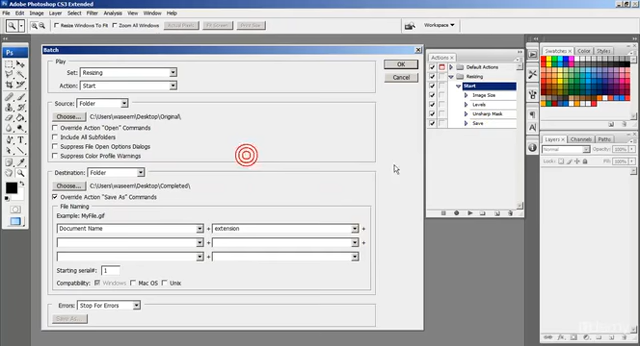 Adobe Photoshop CS3 Extended
File Edit Image Layer Select Filter Analysis View Window Help
Resize Windows To Fit Zoom All Windows Actual Pixels Fit Screen Print Size Workspace
Batch
Play
Set: Resizing
Action: Start
OK
Cancel
Source: Folder
Choose... C:\Users\waseem\Desktop\Orignal\
Override Action "Open" Commands
Include All Subfolders
Suppress File Open Options Dialogs
Suppress Color Profile Warnings
Destination: Folder
Choose... C:\Users\waseem\Desktop\Completed\
Override Action "Save As" Commands
File Naming
Example: MyFile.gif
Document Name + extension +
+ +
+
Starting serial#: 1
Compatibility: Windows Mac OS Unix
Errors: Stop For Errors
Save As...
Actions
Default Actions
Resizing
Start
Image Size
Levels
Unsharp Mask
Save
Ps
Swatches Color Styles
Layers Channels Paths
Normal
Lock: